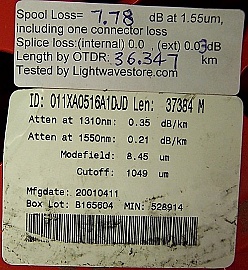 Spool Loss= 7.78 dB at 1.55um,
including one connector loss
Splice loss:(internal) 0.0 , (ext) 0.03dB
Length by OTDR: 36.347 km
Tested by Lightwavestore.com
ID: 011XA0516A1DJD Len: 37384 M
Atten at 1310nm: 0.35 dB/km
Atten at 1550nm: 0.21 dB/km
Modefield: 8.45 um
Cutoff: 1049 um
Mfgdate: 20010411
Box Lot: B165604 MIN: 528914